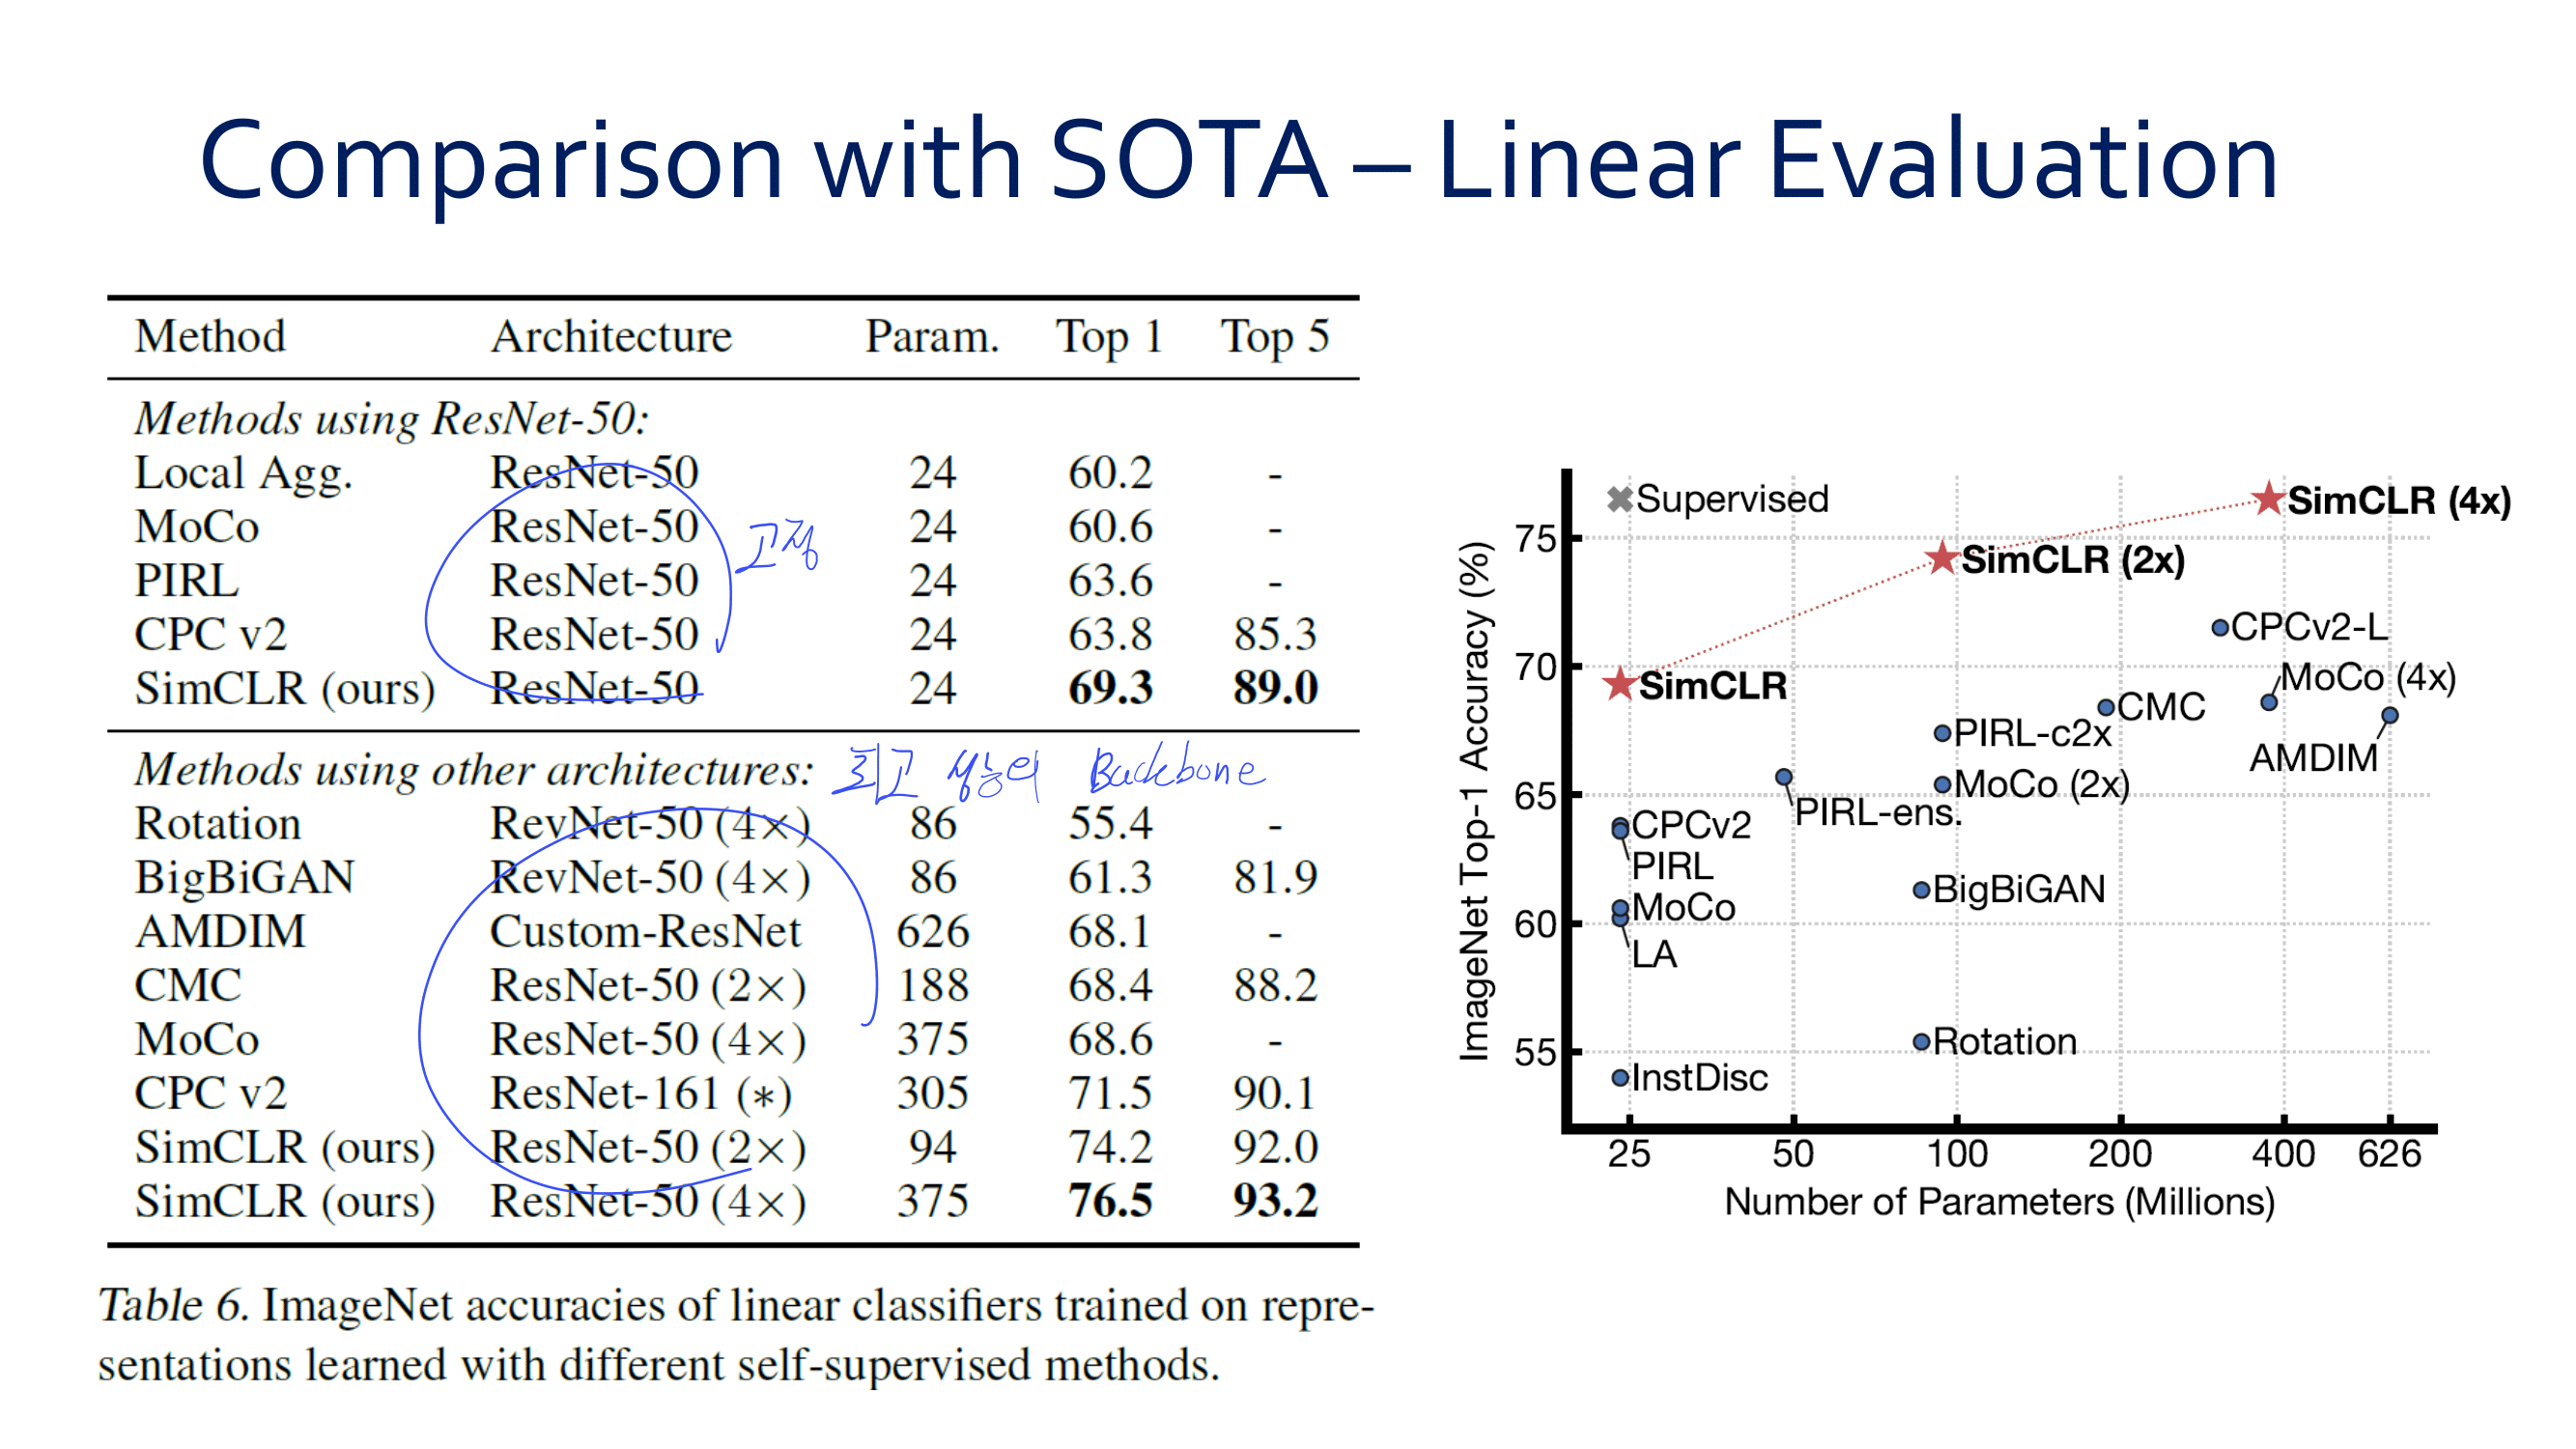 Comparison with SOTA – Linear Evaluation
Method Architecture Param. Top 1 Top 5
Methods using ResNet-50:
Local Agg. ResNet-50 24 60.2 -
MoCo ResNet-50 24 60.6 -
PIRL ResNet-50 24 63.6 -
CPC v2 ResNet-50 24 63.8 85.3
SimCLR (ours) ResNet-50 24 69.3 89.0
고정
Methods using other architectures: 최고 성능의 Backbone
Rotation RevNet-50 (4×) 86 55.4 -
BigBiGAN RevNet-50 (4×) 86 61.3 81.9
AMDIM Custom-ResNet 626 68.1 -
CMC ResNet-50 (2×) 188 68.4 88.2
MoCo ResNet-50 (4×) 375 68.6 -
CPC v2 ResNet-161 (∗) 305 71.5 90.1
SimCLR (ours) ResNet-50 (2×) 94 74.2 92.0
SimCLR (ours) ResNet-50 (4×) 375 76.5 93.2
Table 6. ImageNet accuracies of linear classifiers trained on repre-
sentations learned with different self-supervised methods.
ImageNet Top-1 Accuracy (%)
75
70
65
60
55
Supervised
SimCLR (4x)
SimCLR (2x)
CPCv2-L
MoCo (4x)
SimCLR
CMC
PIRL-c2x
AMDIM
MoCo (2x)
PIRL-ens.
CPCv2
PIRL
BigBiGAN
MoCo
LA
Rotation
InstDisc
25 50 100 200 400 626
Number of Parameters (Millions)